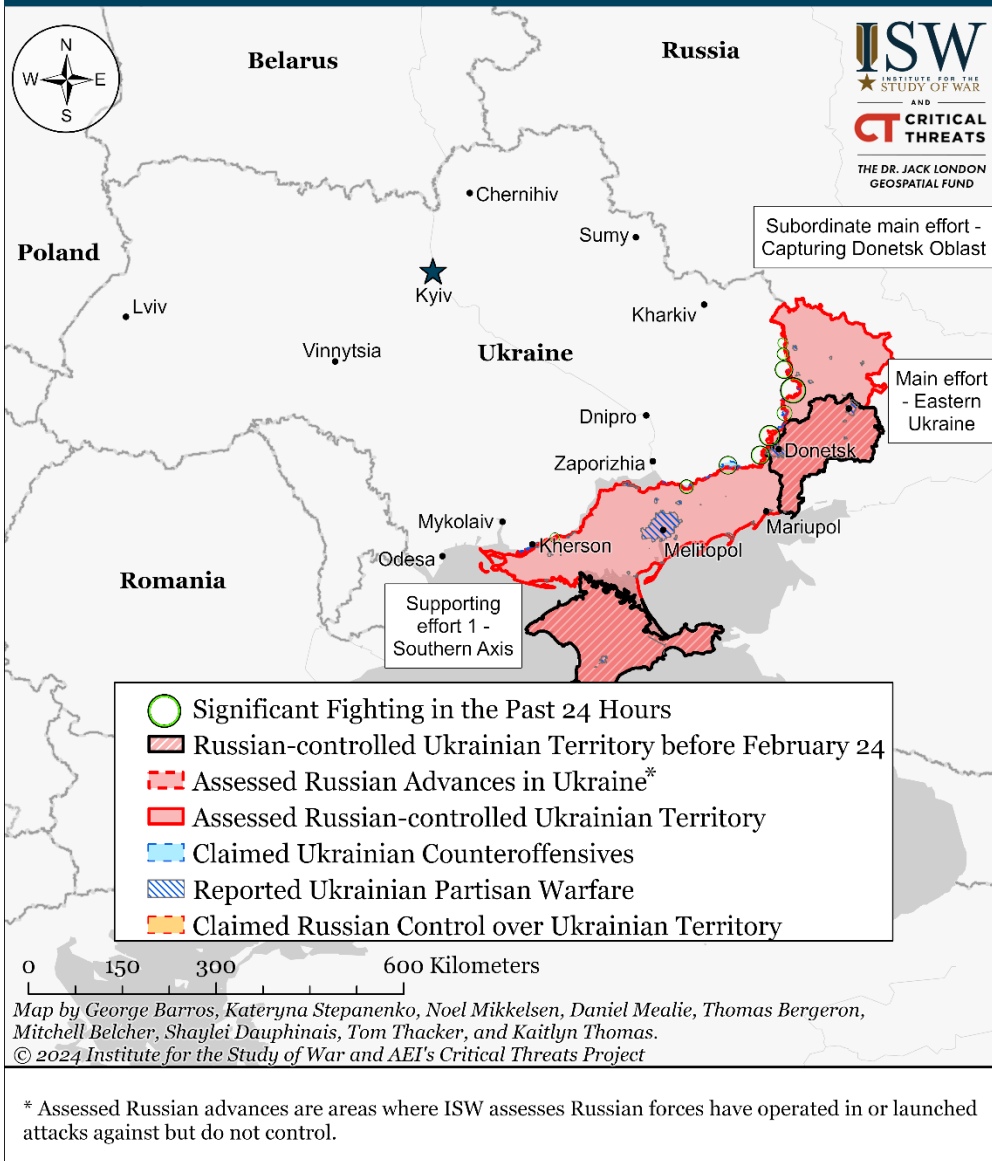 N
W E
S
Belarus
Russia
ISW
INSTITUTE FOR THE
STUDY OF WAR
AND
CT CRITICAL
THREATS
THE DR. JACK LONDON
GEOSPATIAL FUND
Chernihiv
Sumy
Subordinate main effort -
Capturing Donetsk Oblast
Poland
Kyiv
Lviv
Kharkiv
Vinnytsia
Ukraine
Main effort
- Eastern
Ukraine
Dnipro
Donetsk
Zaporizhia
Mykolaiv
Mariupol
Kherson
Odesa
Melitopol
Romania
Supporting
effort 1 -
Southern Axis
Significant Fighting in the Past 24 Hours
Russian-controlled Ukrainian Territory before February 24
Assessed Russian Advances in Ukraine*
Assessed Russian-controlled Ukrainian Territory
Claimed Ukrainian Counteroffensives
Reported Ukrainian Partisan Warfare
Claimed Russian Control over Ukrainian Territory
0 150 300 600 Kilometers
Map by George Barros, Kateryna Stepanenko, Noel Mikkelsen, Daniel Mealie, Thomas Bergeron,
Mitchell Belcher, Shaylei Dauphinais, Tom Thacker, and Kaitlyn Thomas.
© 2024 Institute for the Study of War and AEI's Critical Threats Project
* Assessed Russian advances are areas where ISW assesses Russian forces have operated in or launched
attacks against but do not control.